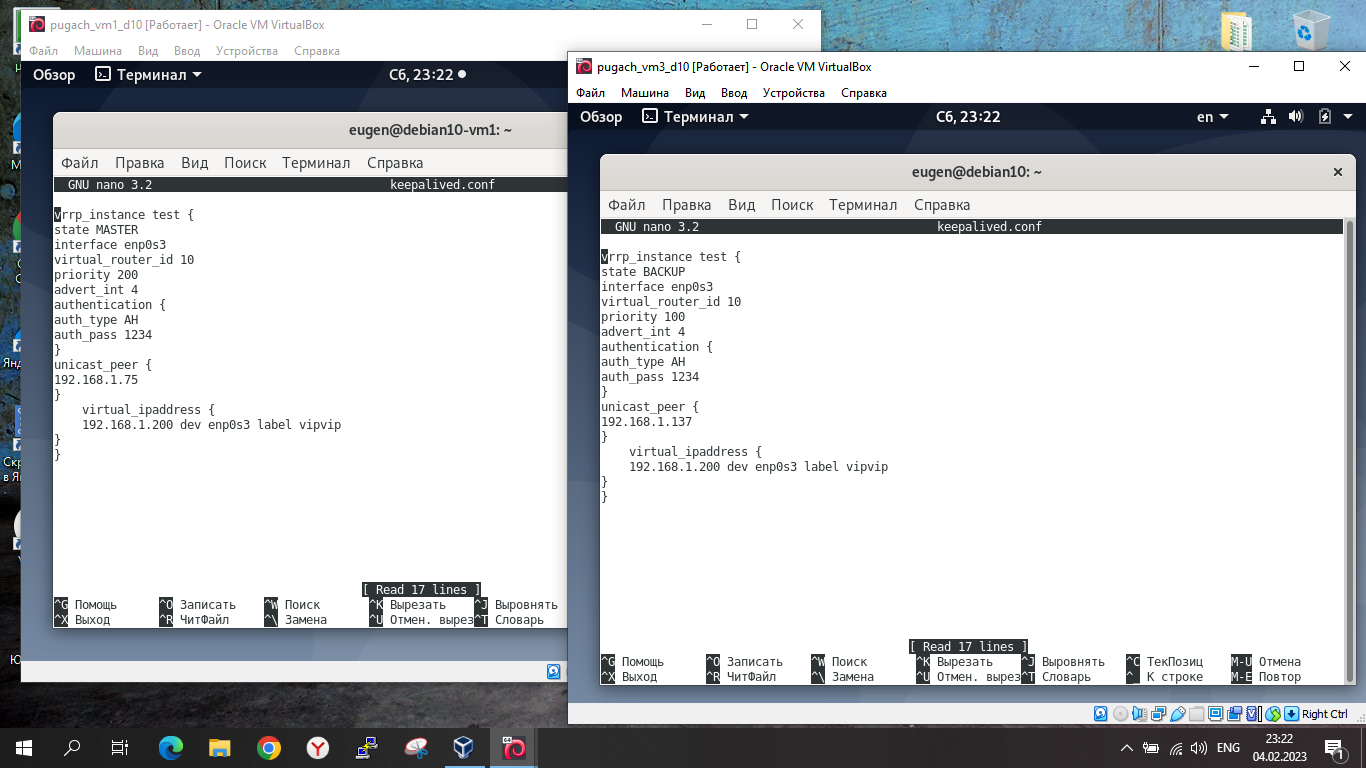 pugach_vm1_d10 [Работает] - Oracle VM VirtualBox
Файл Машина Вид Ввод Устройства Справка
Обзор Терминал Сб, 23:22
eugen@debian10-vm1: ~
Файл Правка Вид Поиск Терминал Справка
GNU nano 3.2 keepalived.conf
vrrp_instance test {
state MASTER
interface enp0s3
virtual_router_id 10
priority 200
advert_int 4
authentication {
auth_type AH
auth_pass 1234
}
unicast_peer {
192.168.1.75
}
virtual_ipaddress {
192.168.1.200 dev enp0s3 label vipvip
}
}
[ Read 17 lines ]
^G Помощь ^O Записать ^W Поиск ^K Вырезать ^J Выровнять
^X Выход ^R ЧитФайл ^\ Замена ^U Отмен. вырез ^T Словарь
pugach_vm3_d10 [Работает] - Oracle VM VirtualBox
Файл Машина Вид Ввод Устройства Справка
Обзор Терминал Сб, 23:22 en
eugen@debian10: ~
Файл Правка Вид Поиск Терминал Справка
GNU nano 3.2 keepalived.conf
vrrp_instance test {
state BACKUP
interface enp0s3
virtual_router_id 10
priority 100
advert_int 4
authentication {
auth_type AH
auth_pass 1234
}
unicast_peer {
192.168.1.137
}
virtual_ipaddress {
192.168.1.200 dev enp0s3 label vipvip
}
}
[ Read 17 lines ]
^G Помощь ^O Записать ^W Поиск ^K Вырезать ^J Выровнять ^C ТекПозиц M-U Отмена
^X Выход ^R ЧитФайл ^\ Замена ^U Отмен. вырез ^T Словарь ^_ К строке M-E Повтор
Right Ctrl
ENG
23:22
04.02.2023
1